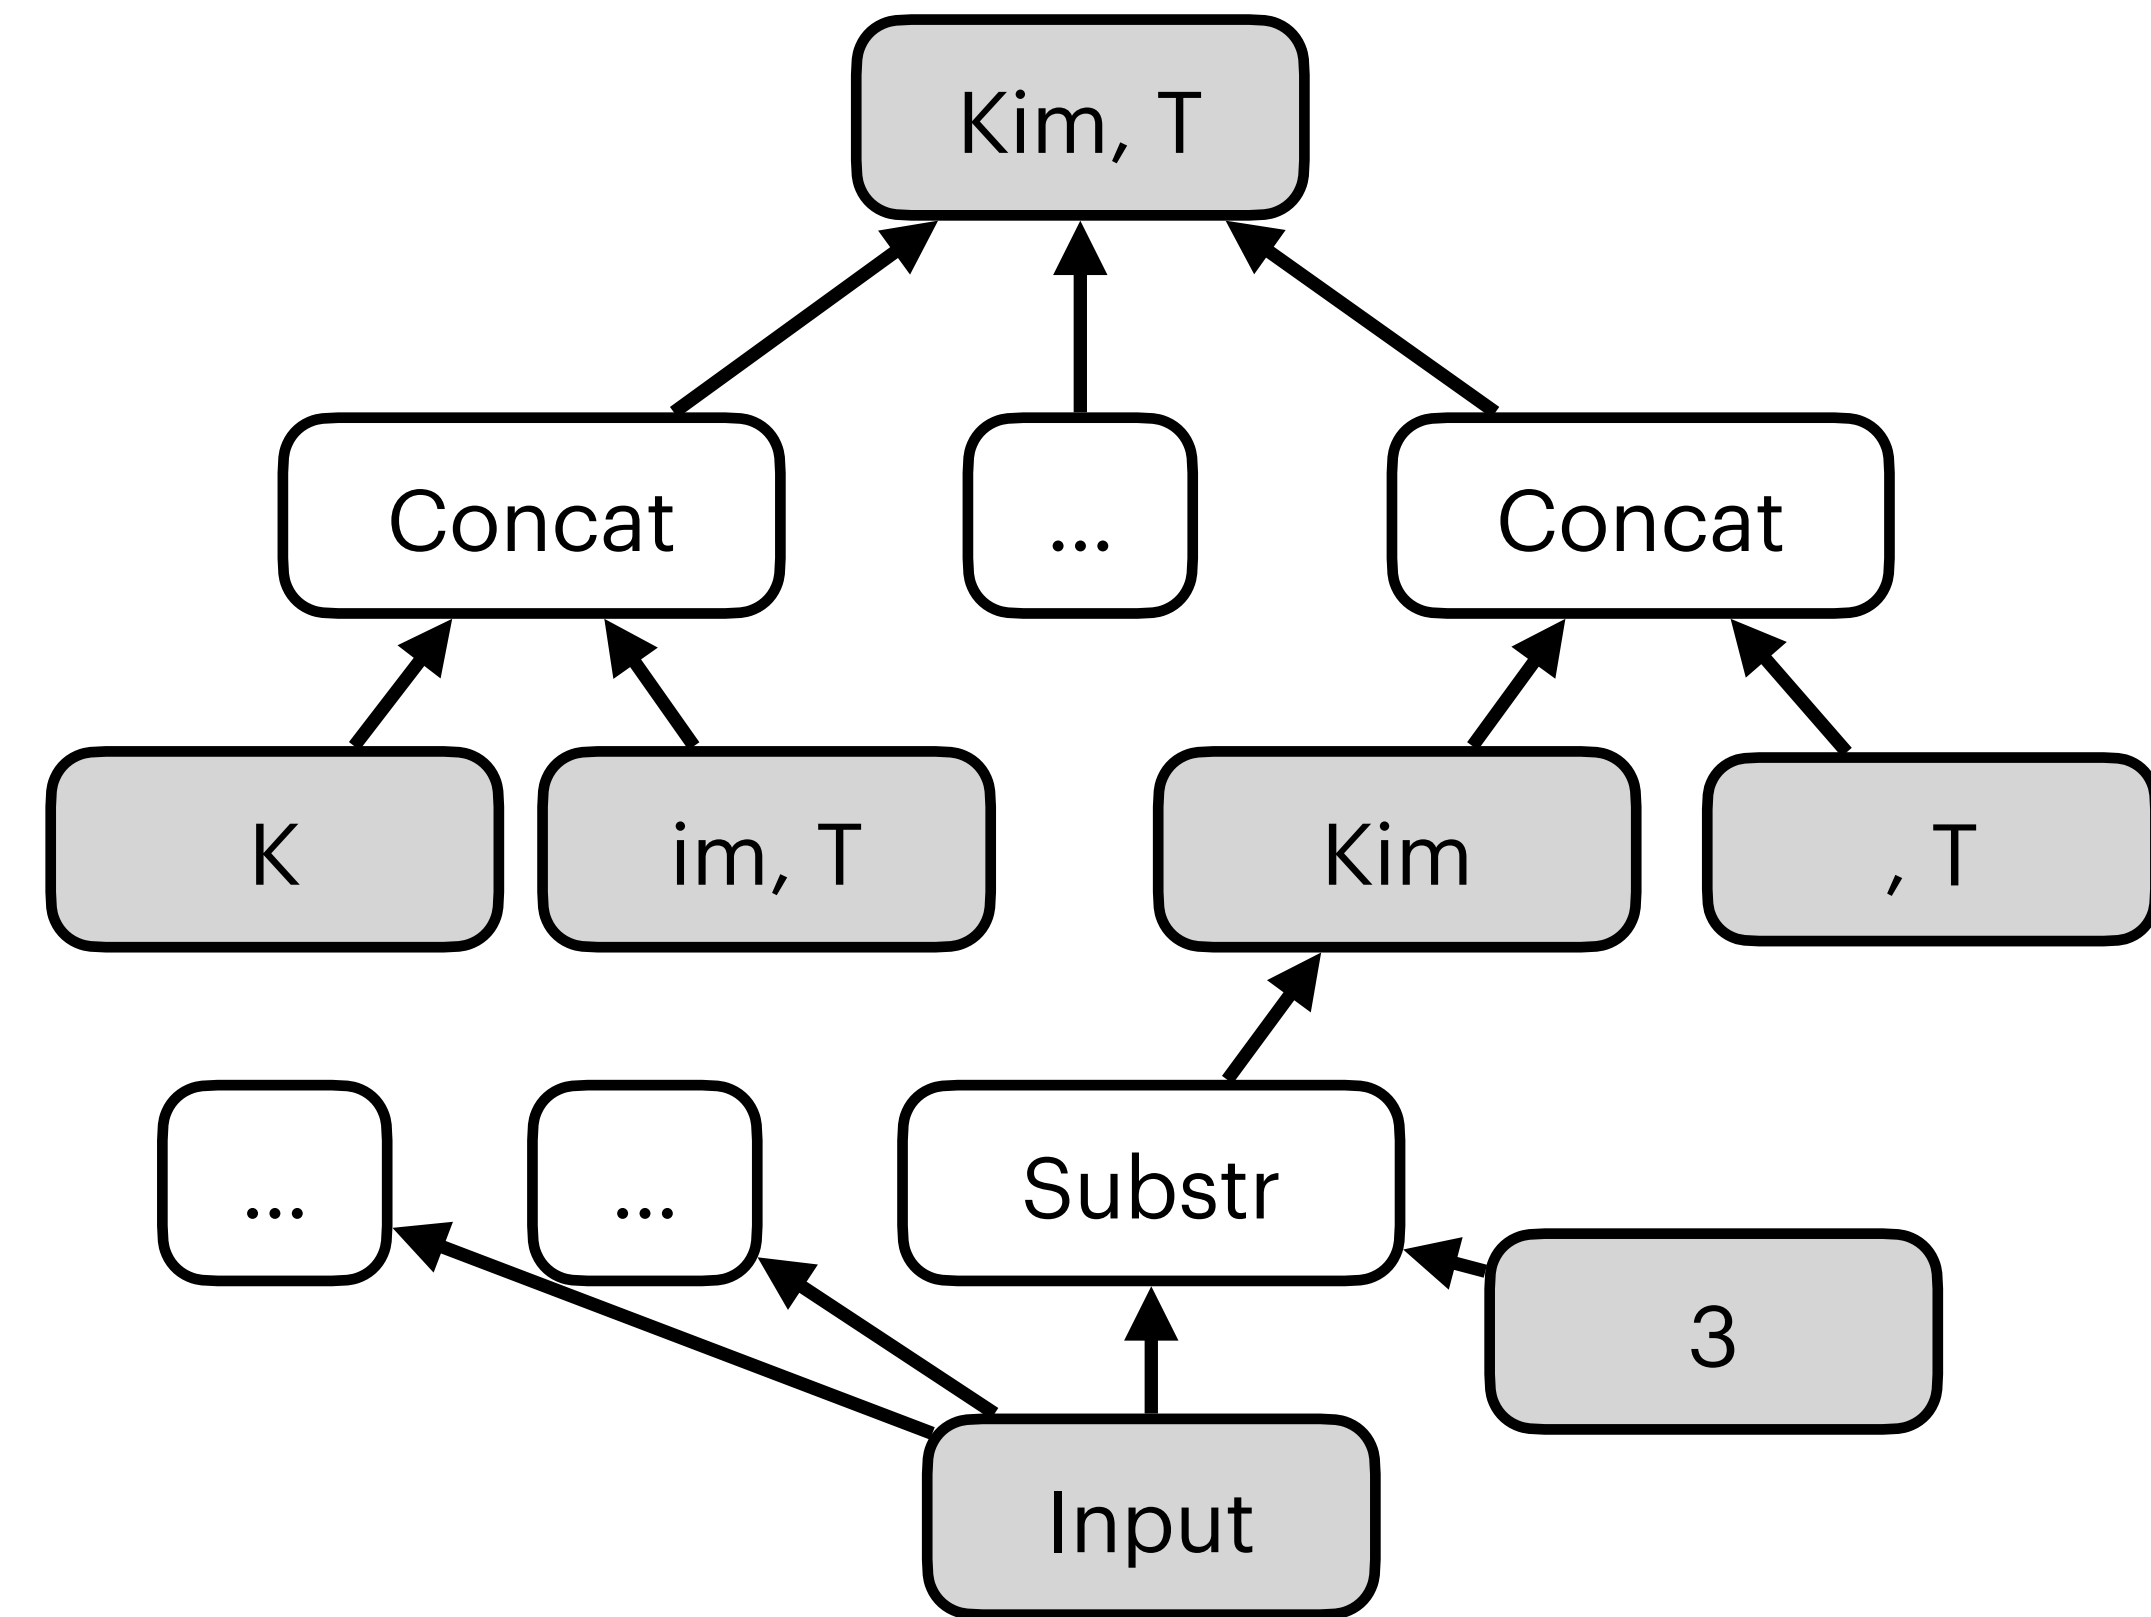 Kim, T
Concat
...
Concat
K
im, T
Kim
, T
...
...
Substr
3
Input